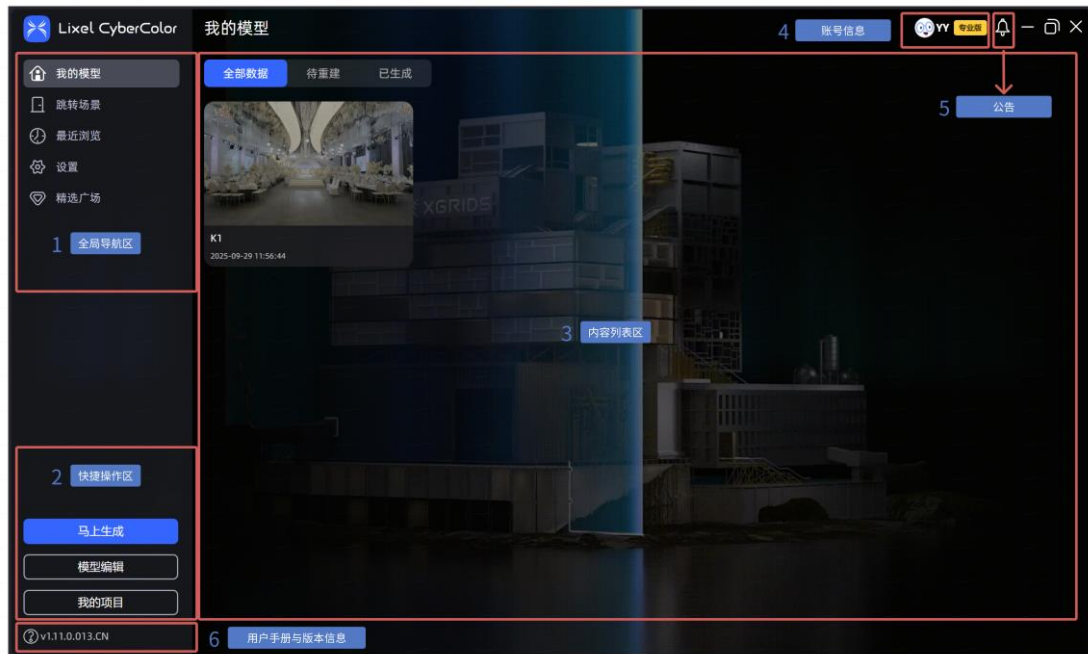 Lixel CyberColor
我的模型
4 账号信息
YY 专业版
我的模型
跳转场景
最近浏览
设置
精选广场
1 全局导航区
全部数据 待重建 已生成
K1
2025-09-29 11:56:44
5 公告
XGRIDS
3 内容列表区
2 快捷操作区
马上生成
模型编辑
我的项目
v1.11.0.013.CN
6 用户手册与版本信息